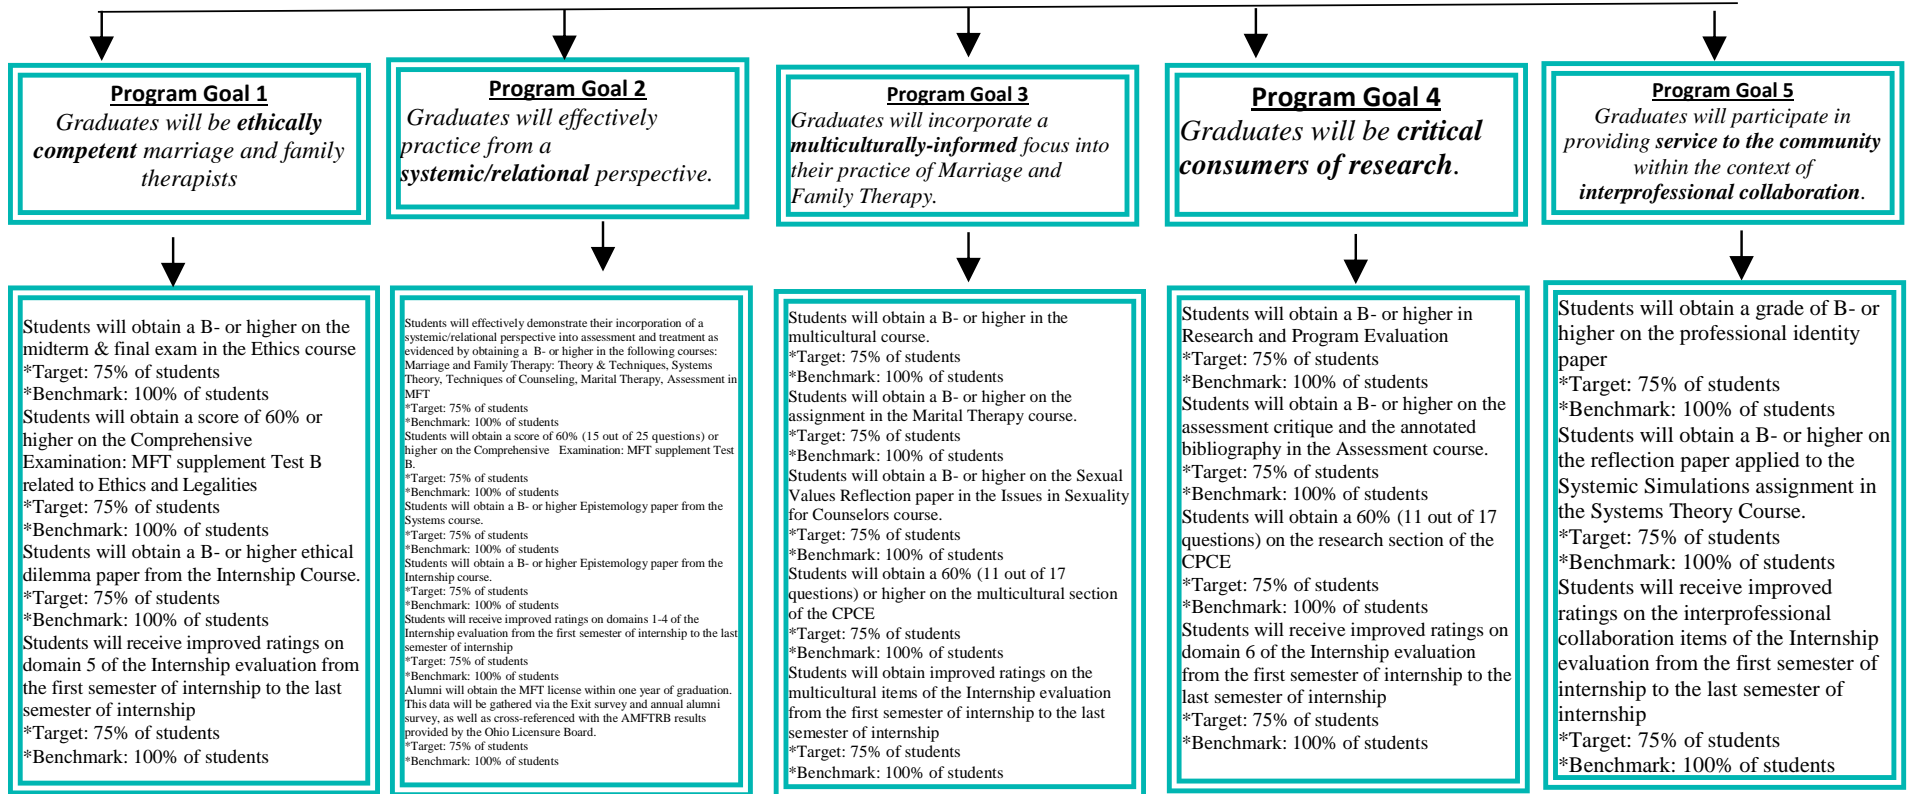 Program Goal 1
Graduates will be ethically
competent marriage and family
therapists
Program Goal 2
Graduates will effectively
practice from a
systemic/relational perspective.
Program Goal 3
Graduates will incorporate a
multiculturally-informed focus into
their practice of Marriage and
Family Therapy.
Program Goal 4
Graduates will be critical
consumers of research.
Program Goal 5
Graduates will participate in
providing service to the community
within the context of
interprofessional collaboration.
Students will obtain a B- or higher on the
midterm & final exam in the Ethics course
*Target: 75% of students
*Benchmark: 100% of students
Students will obtain a score of 60% or
higher on the Comprehensive
Examination: MFT supplement Test B
related to Ethics and Legalities
*Target: 75% of students
*Benchmark: 100% of students
Students will obtain a B- or higher ethical
dilemma paper from the Internship Course.
*Target: 75% of students
*Benchmark: 100% of students
Students will receive improved ratings on
domain 5 of the Internship evaluation from
the first semester of internship to the last
semester of internship
*Target: 75% of students
*Benchmark: 100% of students
Students will effectively demonstrate their incorporation of a
systemic/relational perspective into assessment and treatment as
evidenced by obtaining a B- or higher in the following courses:
Marriage and Family Therapy: Theory & Techniques, Systems
Theory, Techniques of Counseling, Marital Therapy, Assessment in
MFT
*Target: 75% of students
*Benchmark: 100% of students
Students will obtain a score of 60% (15 out of 25 questions) or
higher on the Comprehensive Examination: MFT supplement Test
B.
*Target: 75% of students
*Benchmark: 100% of students
Students will obtain a B- or higher Epistemology paper from the
Systems course.
*Target: 75% of students
*Benchmark: 100% of students
Students will obtain a B- or higher Epistemology paper from the
Internship course.
*Target: 75% of students
*Benchmark: 100% of students
Students will receive improved ratings on domains 1-4 of the
Internship evaluation from the first semester of internship to the last
semester of internship
*Target: 75% of students
*Benchmark: 100% of students
Alumni will obtain the MFT license within one year of graduation.
This data will be gathered via the Exit survey and annual alumni
survey, as well as cross-referenced with the AMFTRB results
provided by the Ohio Licensure Board.
*Target: 75% of students
*Benchmark: 100% of students
Students will obtain a B- or higher in the
multicultural course.
*Target: 75% of students
*Benchmark: 100% of students
Students will obtain a B- or higher on the
assignment in the Marital Therapy course.
*Target: 75% of students
*Benchmark: 100% of students
Students will obtain a B- or higher on the Sexual
Values Reflection paper in the Issues in Sexuality
for Counselors course.
*Target: 75% of students
*Benchmark: 100% of students
Students will obtain a 60% (11 out of 17
questions) or higher on the multicultural section
of the CPCE
*Target: 75% of students
*Benchmark: 100% of students
Students will obtain improved ratings on the
multicultural items of the Internship evaluation
from the first semester of internship to the last
semester of internship
*Target: 75% of students
*Benchmark: 100% of students
Students will obtain a B- or higher in
Research and Program Evaluation
*Target: 75% of students
*Benchmark: 100% of students
Students will obtain a B- or higher on the
assessment critique and the annotated
bibliography in the Assessment course.
*Target: 75% of students
*Benchmark: 100% of students
Students will obtain a 60% (11 out of 17
questions) on the research section of the
CPCE
*Target: 75% of students
*Benchmark: 100% of students
Students will receive improved ratings on
domain 6 of the Internship evaluation
from the first semester of internship to the
last semester of internship
*Target: 75% of students
*Benchmark: 100% of students
Students will obtain a grade of B- or
higher on the professional identity
paper
*Target: 75% of students
*Benchmark: 100% of students
Students will obtain a B- or higher on
the reflection paper applied to the
Systemic Simulations assignment in
the Systems Theory Course.
*Target: 75% of students
*Benchmark: 100% of students
Students will receive improved
ratings on the interprofessional
collaboration items of the Internship
evaluation from the first semester of
internship to the last semester of
internship
*Target: 75% of students
*Benchmark: 100% of students